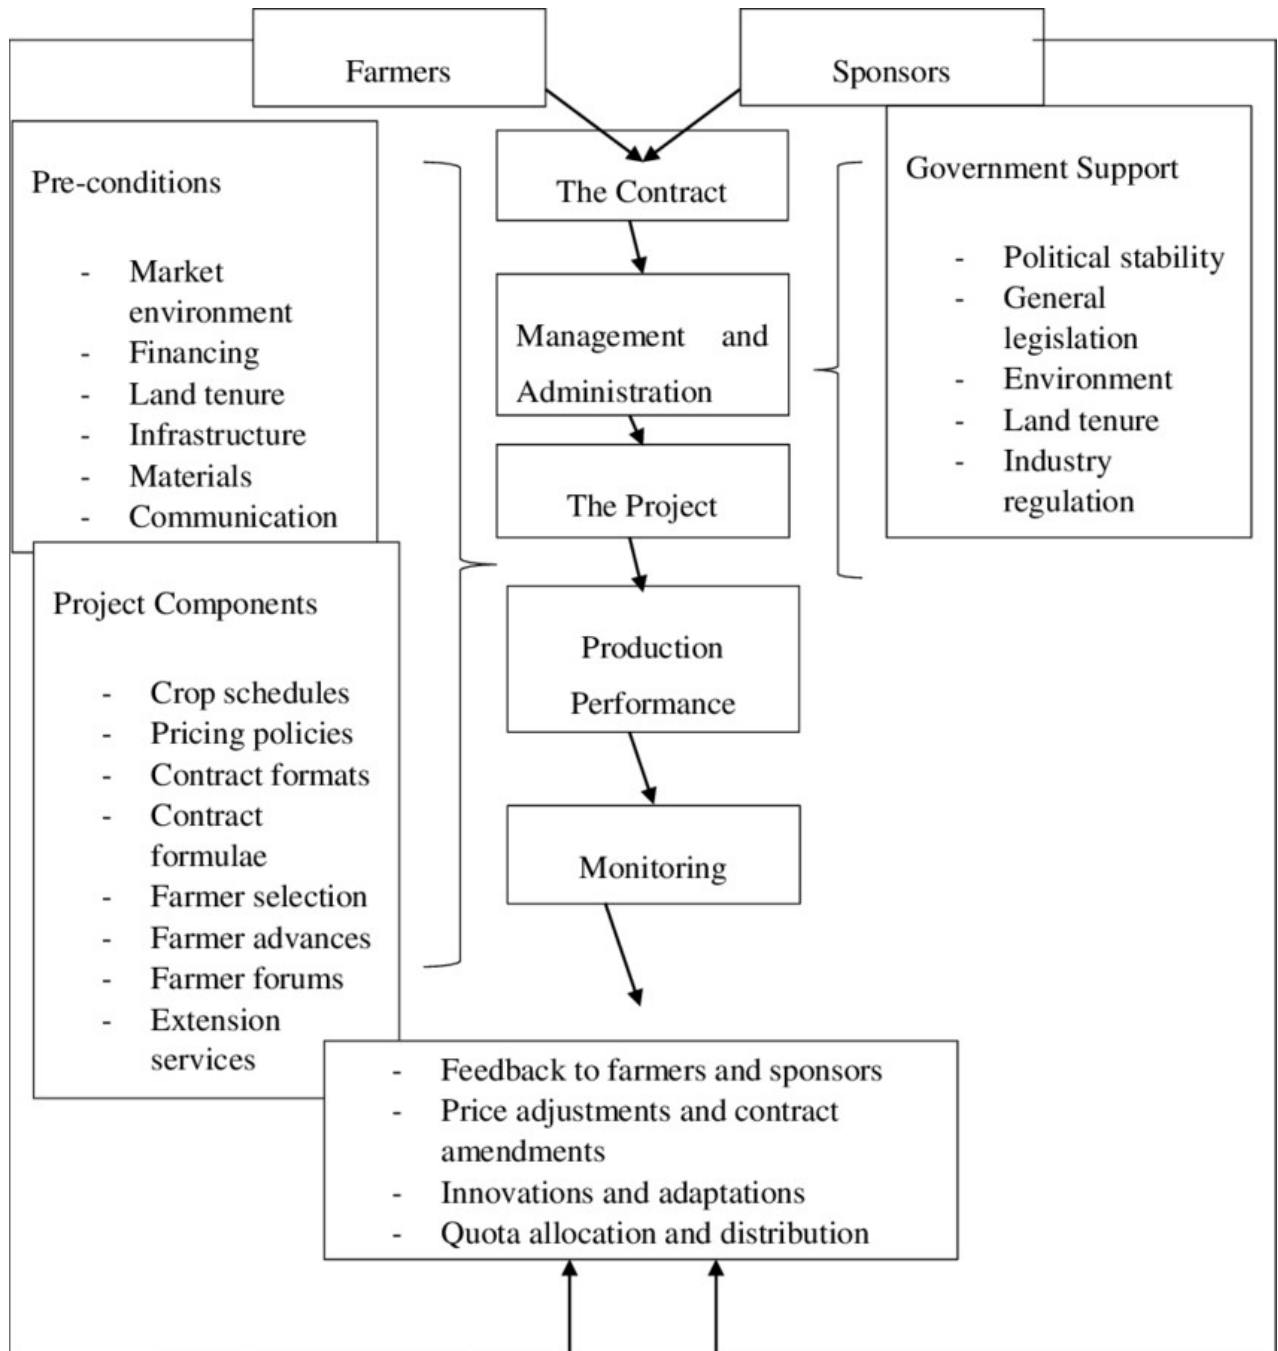 Farmers
Sponsors
The Contract
Pre-conditions
- Market
environment
- Financing
- Land tenure
- Infrastructure
- Materials
- Communication
Government Support
- Political stability
- General
legislation
- Environment
- Land tenure
- Industry
regulation
Management and
Administration
The Project
Project Components
- Crop schedules
- Pricing policies
- Contract formats
- Contract
formulae
- Farmer selection
- Farmer advances
- Farmer forums
- Extension
services
Production
Performance
Monitoring
- Feedback to farmers and sponsors
- Price adjustments and contract
amendments
- Innovations and adaptations
- Quota allocation and distribution